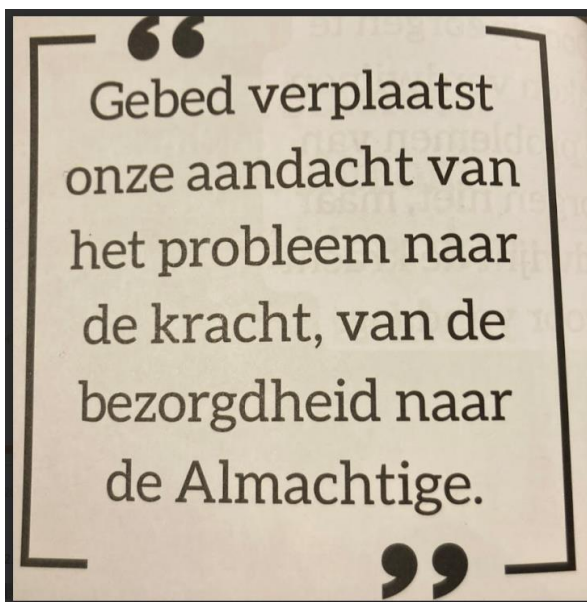 “
Gebed verplaatst
onze aandacht van
het probleem naar
de kracht, van de
bezorgdheid naar
de Almachtige.
”